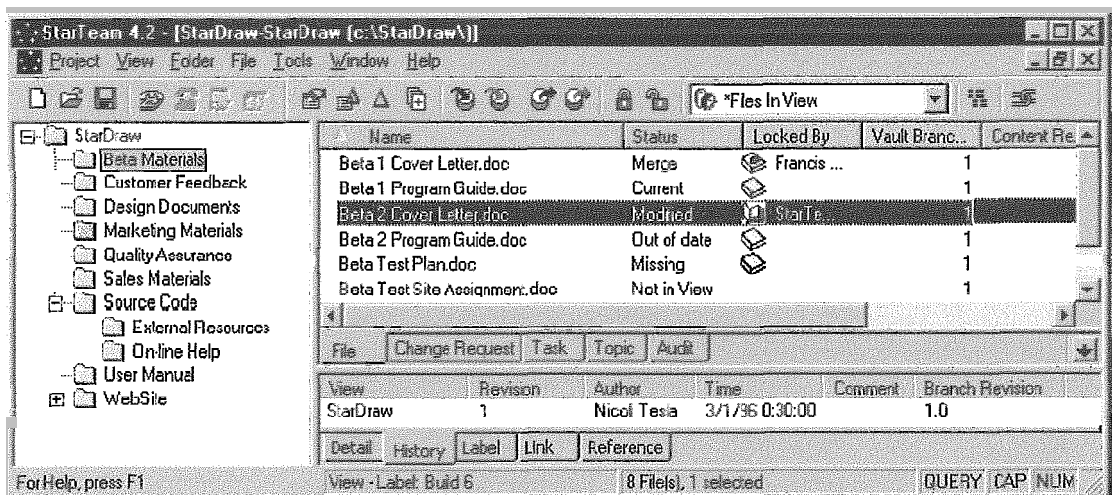 StarTeam 4.2 - [StarDraw-StarDraw [c:\StarDraw\]]
Project View Folder File Tools Window Help
*Files In View
StarDraw
Beta Materials
Customer Feedback
Design Documents
Marketing Materials
Quality Assurance
Sales Materials
Source Code
External Resources
On-line Help
User Manual
WebSite
Name Status Locked By Vault Branc... Content Re
Beta 1 Cover Letter.doc Merge Francis ... 1
Beta 1 Program Guide.doc Current 1
Beta 2 Cover Letter.doc Modified StarTe... 1
Beta 2 Program Guide.doc Out of date 1
Beta Test Plan.doc Missing 1
Beta Test Site Assignment.doc Not in View 1
File Change Request Task Topic Audit
View Revision Author Time Comment Branch Revision
StarDraw 1 Nicol Tesla 3/1/96 0:30:00 1.0
Detail History Label Link Reference
For Help, press F1 View - Label: Build 6 8 File(s), 1 selected QUERY CAP NUM